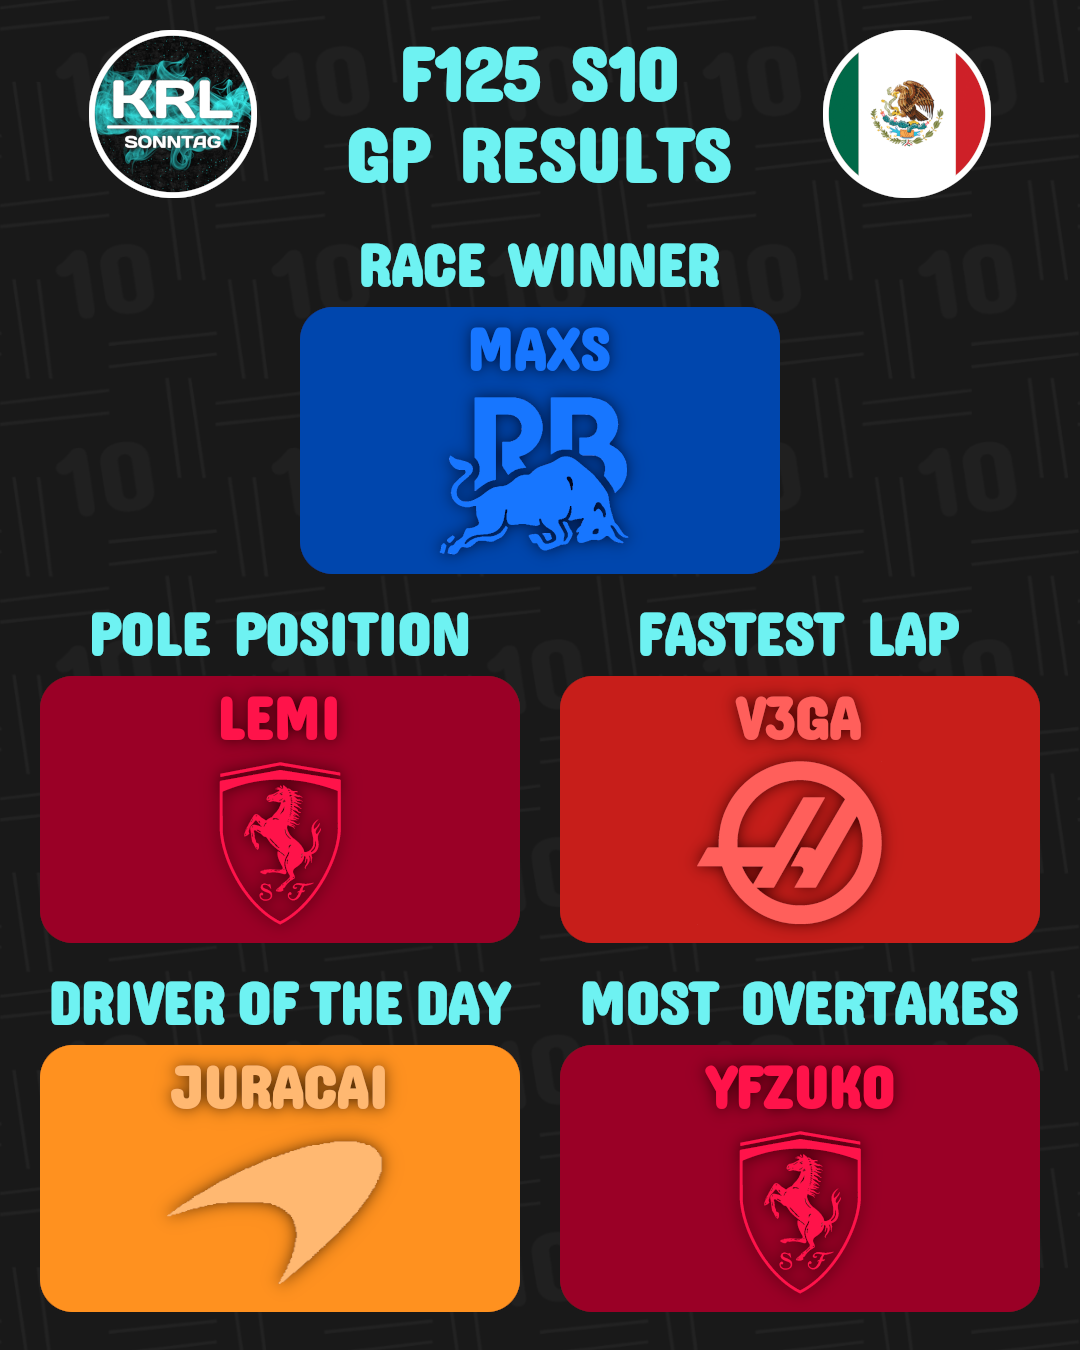 KRL
SONNTAG
F125 S10
GP RESULTS
RACE WINNER
MAXS
RB
POLE POSITION
FASTEST LAP
LEMI
V3GA
S F
DRIVER OF THE DAY
MOST OVERTAKES
JURACAI
YFZUKO
S F
10